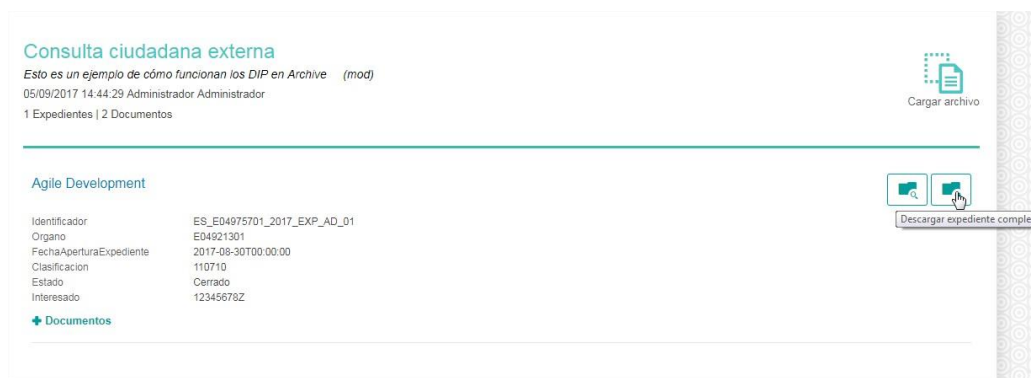 Consulta ciudadana externa
Esto es un ejemplo de cómo funcionan los DIP en Archive (mod)
05/09/2017 14:44:29 Administrador Administrador
1 Expedientes | 2 Documentos
Cargar archivo
Agile Development
Descargar expediente comple
Identificador ES_E04975701_2017_EXP_AD_01
Organo E04921301
FechaAperturaExpediente 2017-08-30T00:00:00
Clasificacion 110710
Estado Cerrado
Interesado 12345678Z
Documentos